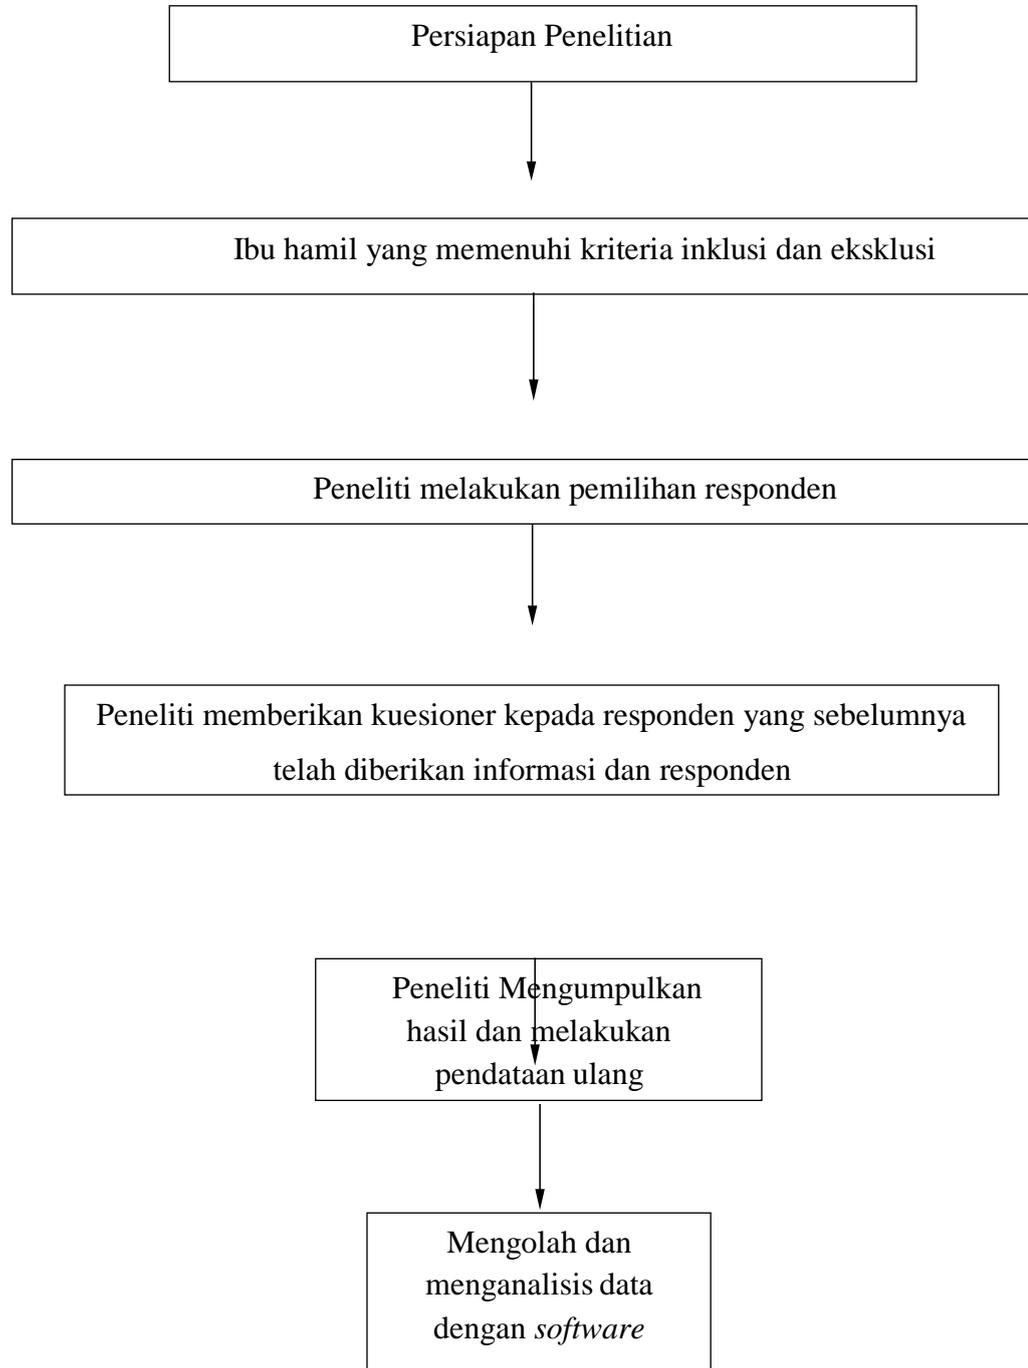 Persiapan Penelitian
Ibu hamil yang memenuhi kriteria inklusi dan eksklusi
Peneliti melakukan pemilihan responden
Peneliti memberikan kuesioner kepada responden yang sebelumnya
telah diberikan informasi dan responden
Peneliti Mengumpulkan
hasil dan melakukan
pendataan ulang
Mengolah dan
menganalisis data
dengan software